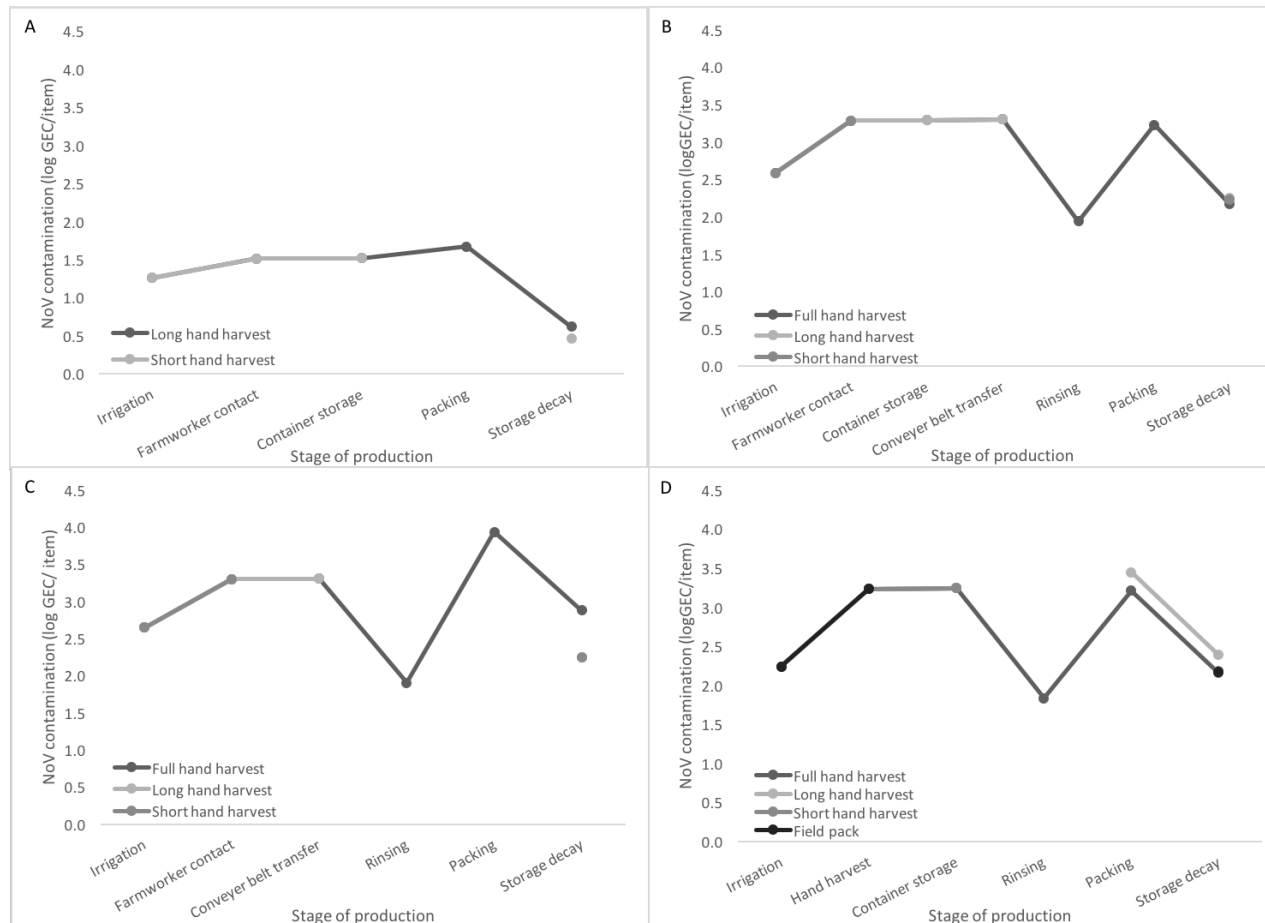 A
NoV contamination (log GEC/item)
4.5
4.0
3.5
3.0
2.5
2.0
1.5
1.0
0.5
0.0
Long hand harvest
Short hand harvest
Irrigation
Farmworker contact
Container storage
Packing
Storage decay
Stage of production
B
NoV contamination (logGEC/item)
4.5
4.0
3.5
3.0
2.5
2.0
1.5
1.0
0.5
0.0
Full hand harvest
Long hand harvest
Short hand harvest
Irrigation
Farmworker contact
Container storage
Conveyer belt transfer
Rinsing
Packing
Storage decay
Stage of production
C
NoV contamination (log GEC/ item)
4.5
4.0
3.5
3.0
2.5
2.0
1.5
1.0
0.5
0.0
Full hand harvest
Long hand harvest
Short hand harvest
Irrigation
Farmworker contact
Conveyer belt transfer
Rinsing
Packing
Storage decay
Stage of production
D
NoV contamination (logGEC/item)
4.5
4.0
3.5
3.0
2.5
2.0
1.5
1.0
0.5
0.0
Full hand harvest
Long hand harvest
Short hand harvest
Field pack
Irrigation
Hand harvest
Container storage
Rinsing
Packing
Storage decay
Stage of production